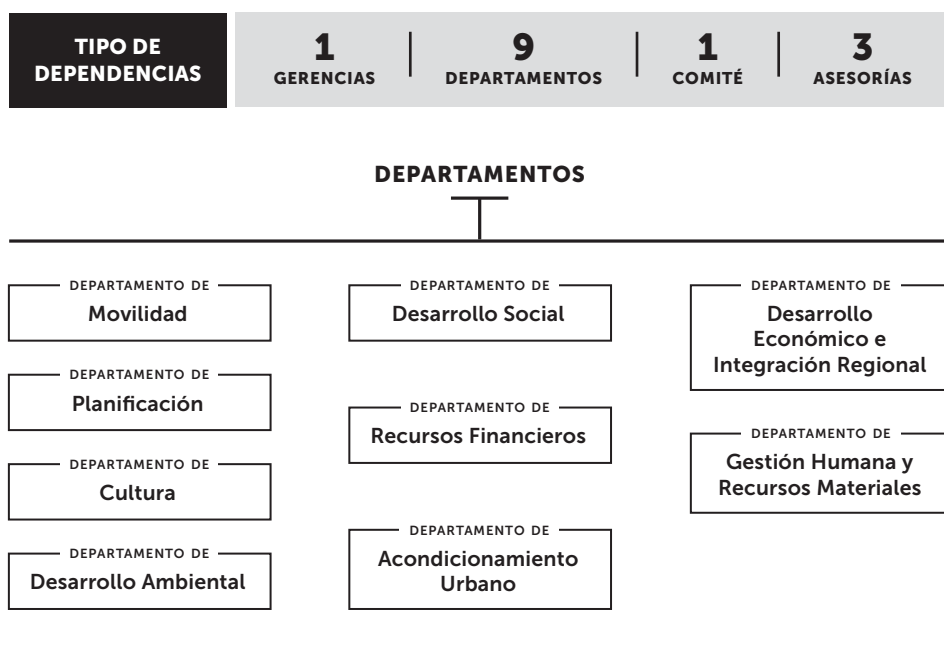 TIPO DE
DEPENDENCIAS
1
GERENCIAS
9
DEPARTAMENTOS
1
COMITÉ
3
ASESORÍAS
DEPARTAMENTOS
DEPARTAMENTO DE
Movilidad
DEPARTAMENTO DE
Planificación
DEPARTAMENTO DE
Cultura
DEPARTAMENTO DE
Desarrollo Ambiental
DEPARTAMENTO DE
Desarrollo Social
DEPARTAMENTO DE
Recursos Financieros
DEPARTAMENTO DE
Acondicionamiento
Urbano
DEPARTAMENTO DE
Desarrollo
Económico e
Integración Regional
DEPARTAMENTO DE
Gestión Humana y
Recursos Materiales